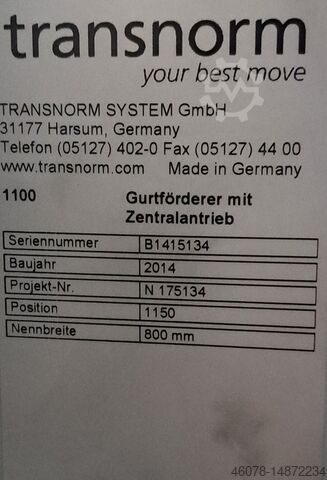 transnorm
your best move
TRANSNORM SYSTEM GmbH
31177 Harsum, Germany
Telefon (05127) 402-0 Fax (05127) 44 00
www.transnorm.com Made in Germany
1100 Gurtförderer mit
Zentralantrieb
Seriennummer B1415134
Baujahr 2014
Projekt-Nr. N 175134
Position 1150
Nennbreite 800 mm
46078-14872234